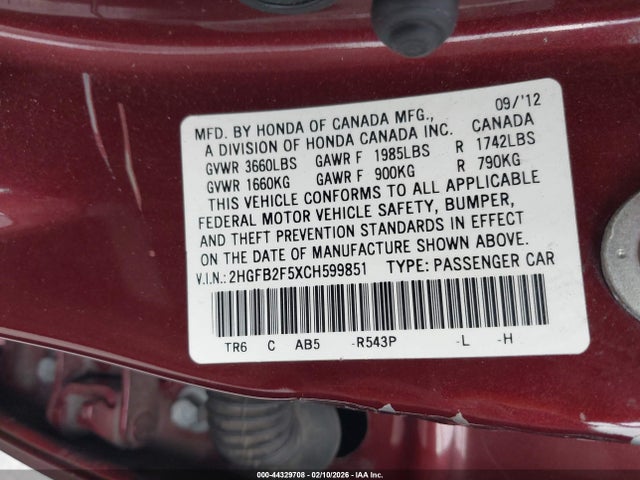 09/'12
MFD. BY HONDA OF CANADA MFG., CANADA
A DIVISION OF HONDA CANADA INC.
GVWR 3660LBS GAWR F 1985LBS R 1742LBS
GVWR 1660KG GAWR F 900KG R 790KG
THIS VEHICLE CONFORMS TO ALL APPLICABLE
FEDERAL MOTOR VEHICLE SAFETY, BUMPER,
AND THEFT PREVENTION STANDARDS IN EFFECT
ON THE DATE OF MANUFACTURE SHOWN ABOVE.
V.I.N.:2HGFB2F5XCH599851 TYPE: PASSENGER CAR
TR6 C AB5 -R543P -L -H
000-44329708 - 02/10/2026 - IAA Inc.